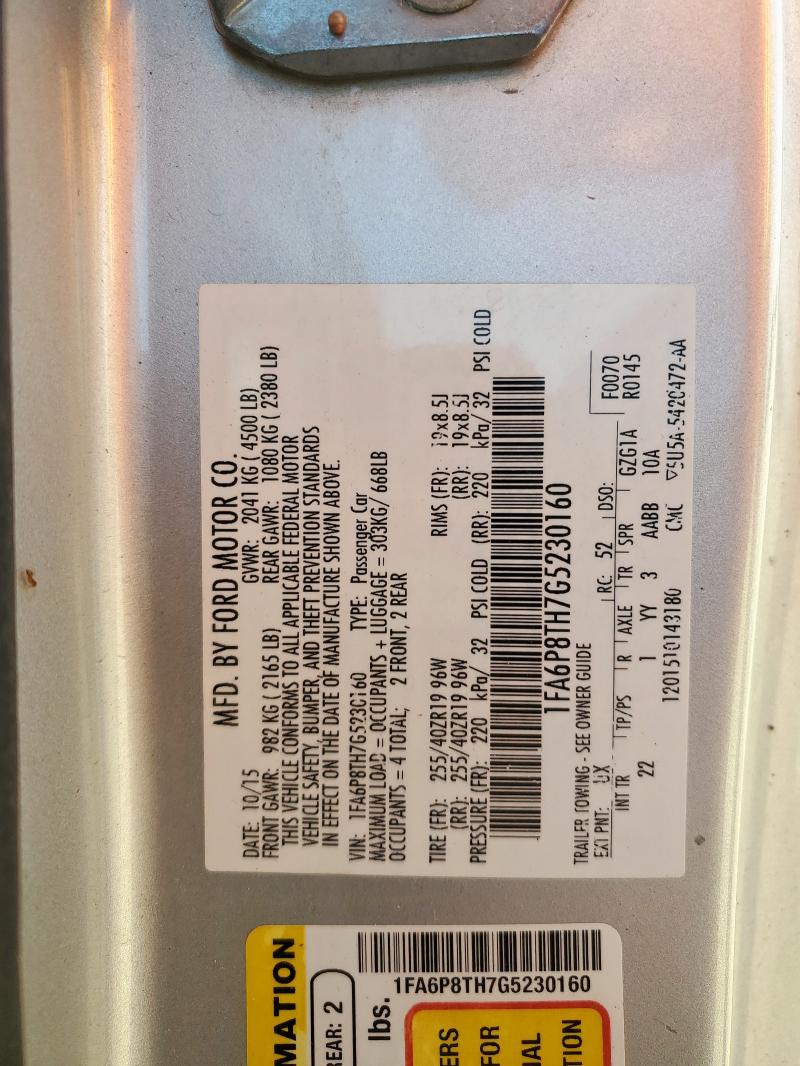 MFD. BY FORD MOTOR CO.
DATE: 10/15 GVWR: 2041 KG ( 4500 LB)
FRONT GAWR: 982 KG ( 2165 LB) REAR GAWR: 1080 KG ( 2380 LB)
THIS VEHICLE CONFORMS TO ALL APPLICABLE FEDERAL MOTOR
VEHICLE SAFETY, BUMPER, AND THEFT PREVENTION STANDARDS
IN EFFECT ON THE DATE OF MANUFACTURE SHOWN ABOVE.
VIN: 1FA6P8TH7G5230160 TYPE: Passenger Car
MAXIMUM LOAD = OCCUPANTS + LUGGAGE = 303KG/ 668LB
OCCUPANTS = 4 TOTAL; 2 FRONT, 2 REAR
TIRE (FR): 255/40ZR19 96W RIMS (FR): 19x8.5J
(RR): 255/40ZR19 96W (RR): 19x8.5J
PRESSURE (FR): 220 kPa/ 32 PSI COLD (RR): 220 kPa/ 32 PSI COLD
1FA6P8TH7G5230160
TRAILER TOWING - SEE OWNER GUIDE
EXT PNT: UX RC: 52 DSO: F0070
INT TR TP/PS R AXLE TR SPR GZG1A R0145
22 1 YY 3 AABB 10A
1201510143180 CMC 5U5A-5420472-AA
MATION
REAR: 2
lbs.
1FA6P8TH7G5230160
ERS
FOR
IAL
TION